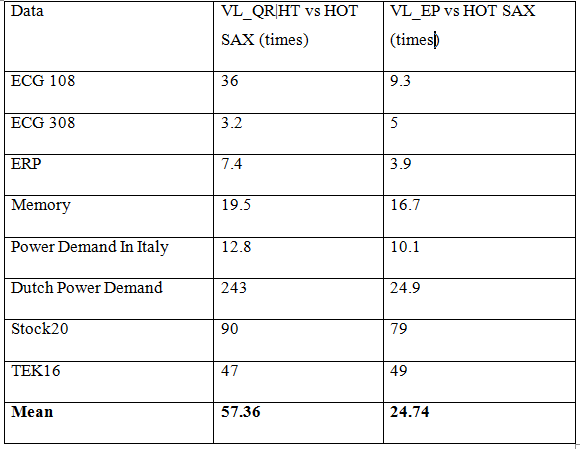 Data
VL_QR|HT vs HOT
SAX (times)
VL_EP vs HOT SAX
(times)
ECG 108
36
9.3
ECG 308
3.2
5
ERP
7.4
3.9
Memory
19.5
16.7
Power Demand In Italy
12.8
10.1
Dutch Power Demand
243
24.9
Stock20
90
79
TEK16
47
49
Mean
57.36
24.74